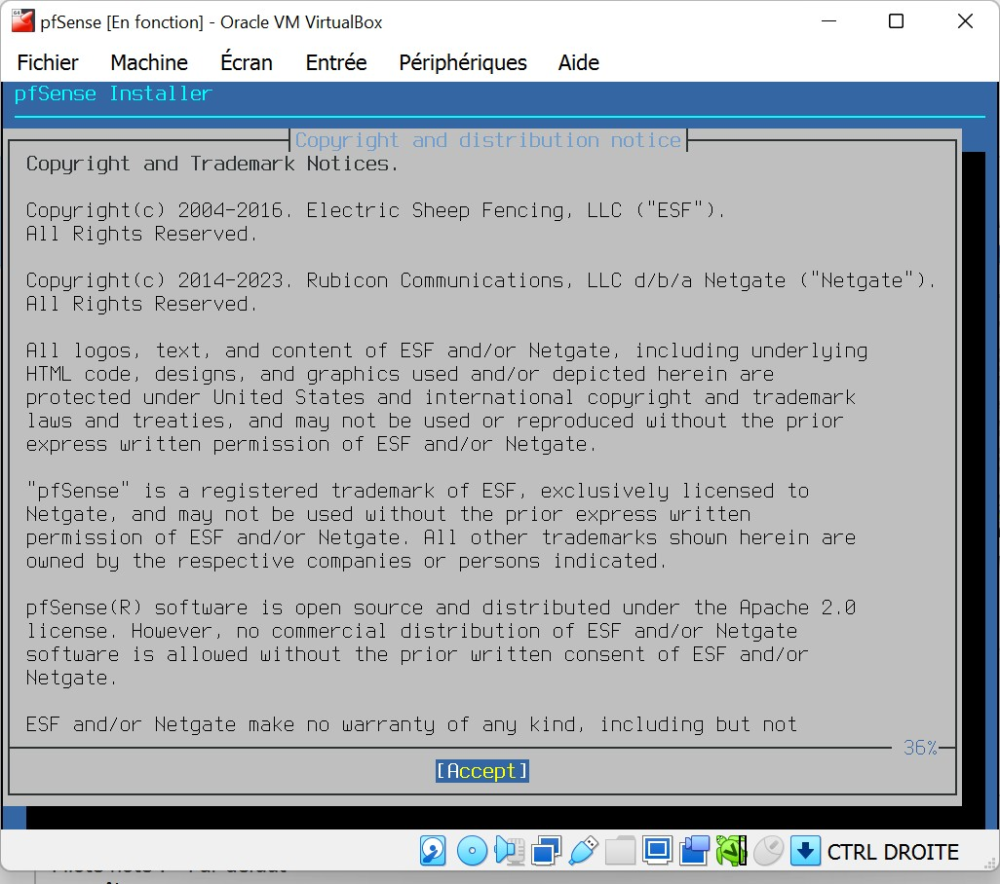 pfSense [En fonction] - Oracle VM VirtualBox
Fichier Machine Écran Entrée Périphériques Aide
pfSense Installer
Copyright and distribution notice
Copyright and Trademark Notices.
Copyright(c) 2004-2016. Electric Sheep Fencing, LLC ("ESF").
All Rights Reserved.
Copyright(c) 2014-2023. Rubicon Communications, LLC d/b/a Netgate ("Netgate").
All Rights Reserved.
All logos, text, and content of ESF and/or Netgate, including underlying
HTML code, designs, and graphics used and/or depicted herein are
protected under United States and international copyright and trademark
laws and treaties, and may not be used or reproduced without the prior
express written permission of ESF and/or Netgate.
"pfSense" is a registered trademark of ESF, exclusively licensed to
Netgate, and may not be used without the prior express written
permission of ESF and/or Netgate. All other trademarks shown herein are
owned by the respective companies or persons indicated.
pfSense(R) software is open source and distributed under the Apache 2.0
license. However, no commercial distribution of ESF and/or Netgate
software is allowed without the prior written consent of ESF and/or
Netgate.
ESF and/or Netgate make no warranty of any kind, including but not
36%
[Accept]
CTRL DROITE